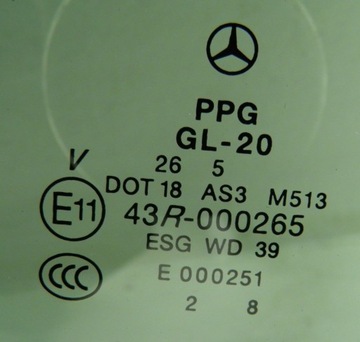 PPG
GL-20
26 5
V
DOT 18 AS3 M513
E11 43R-000265
ESG WD 39
CCC E 000251
2 8